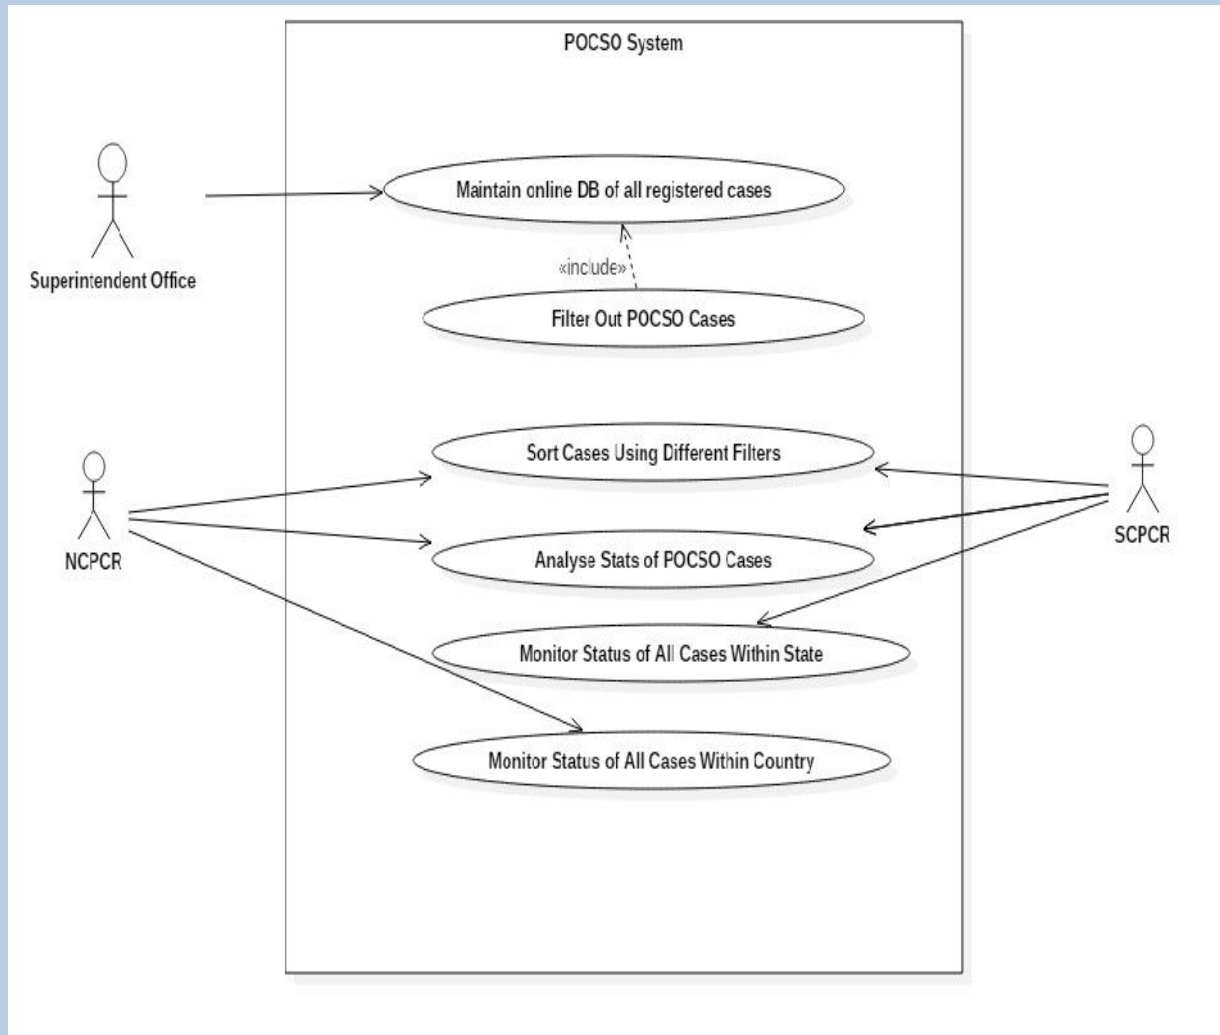 POCSO System
Maintain online DB of all registered cases
Superintendent Office
«include»
Filter Out POCSO Cases
Sort Cases Using Different Filters
NCPCR
SCPCR
Analyse Stats of POCSO Cases
Monitor Status of All Cases Within State
Monitor Status of All Cases Within Country